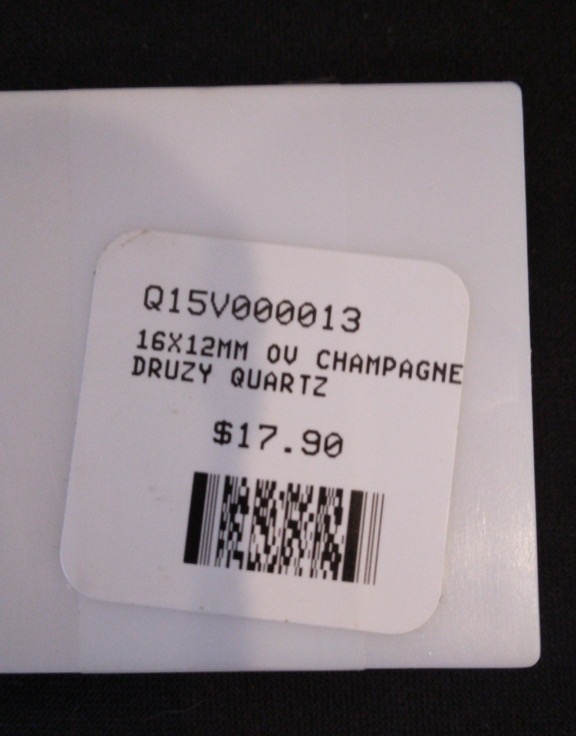 Q15V000013
16X12MM OV CHAMPAGNE
DRUZY QUARTZ
$17.90